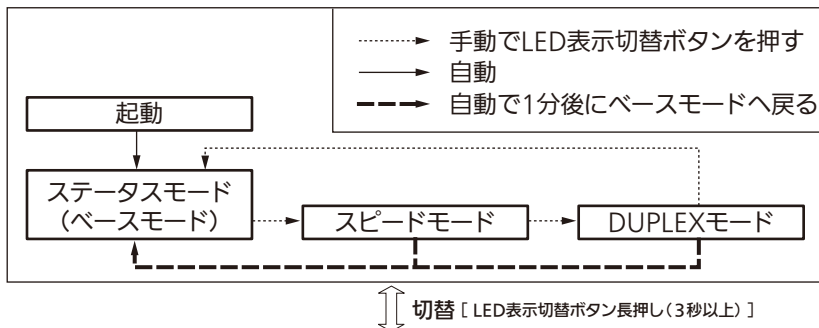 手動でLED表示切替ボタンを押す
自動
自動で1分後にベースモードへ戻る
起動
ステータスモード
(ベースモード)
スピードモード
DUPLEXモード
切替 [ LED表示切替ボタン長押し(3秒以上) ]